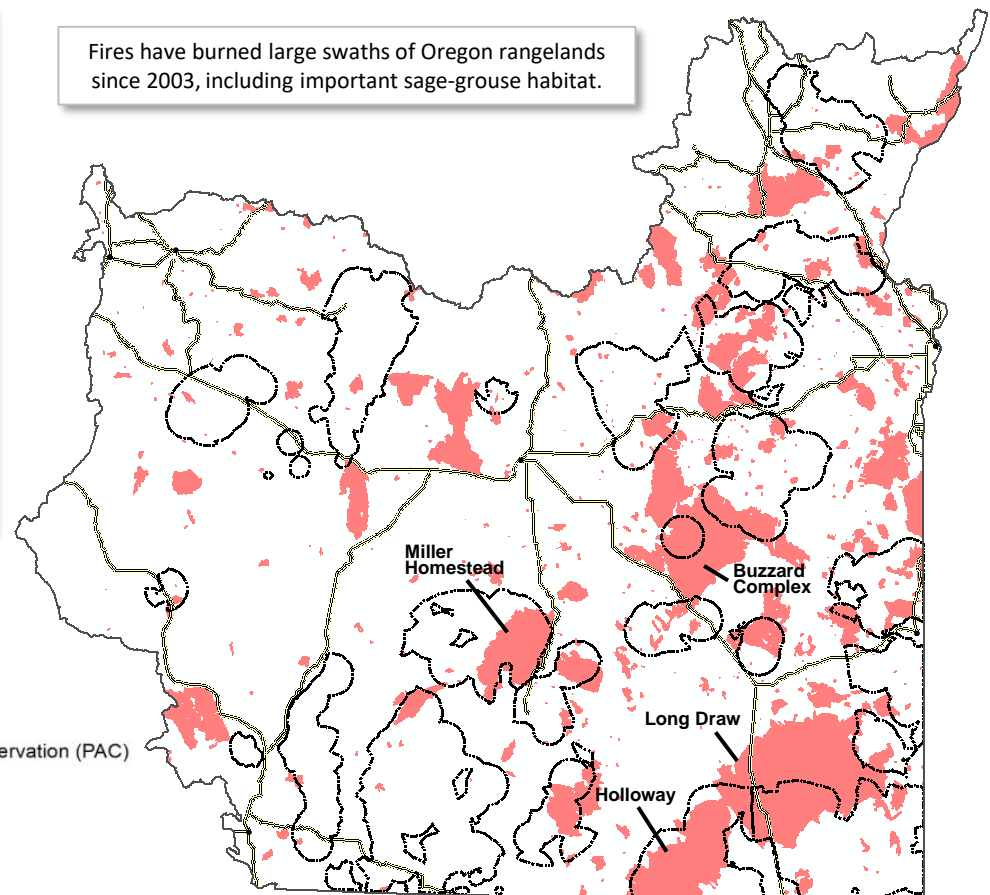 Fires have burned large swaths of Oregon rangelands
since 2003, including important sage-grouse habitat.
Miller
Homestead
Buzzard
Complex
Long Draw
ervation (PAC)
Holloway